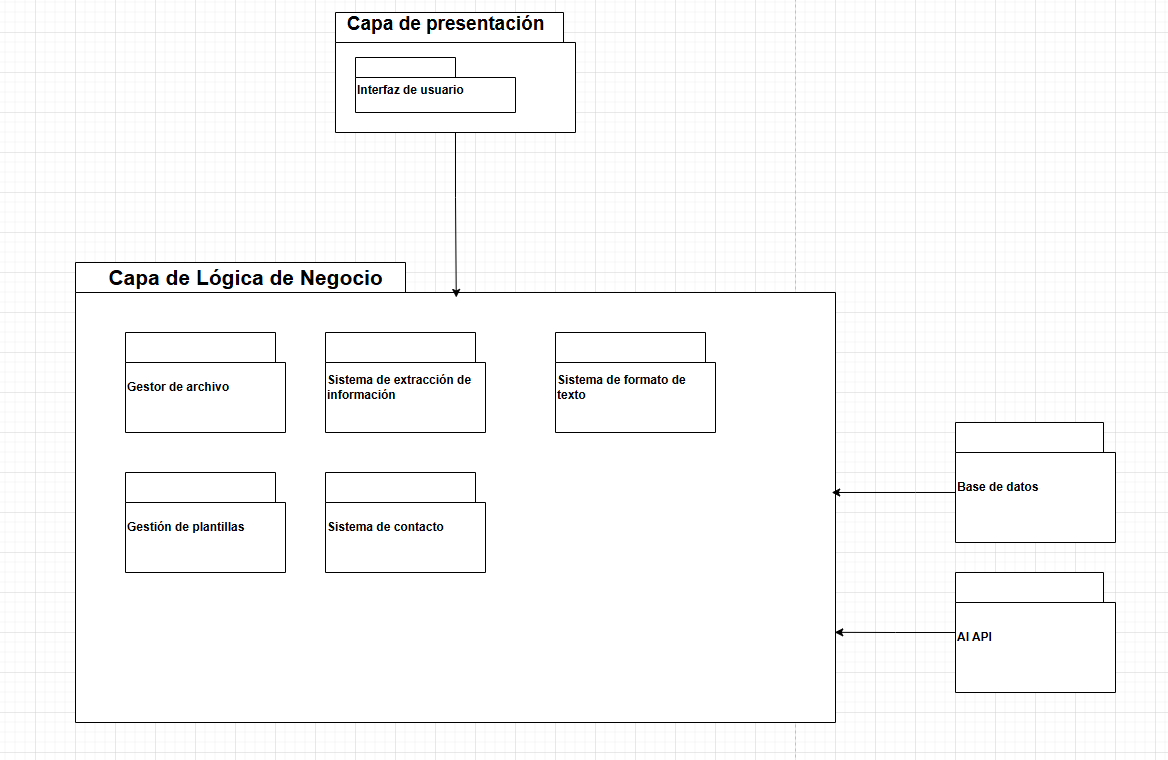 Capa de presentación
Interfaz de usuario
Capa de Lógica de Negocio
Gestor de archivo
Sistema de extracción de
información
Sistema de formato de
texto
Gestión de plantillas
Sistema de contacto
Base de datos
AI API